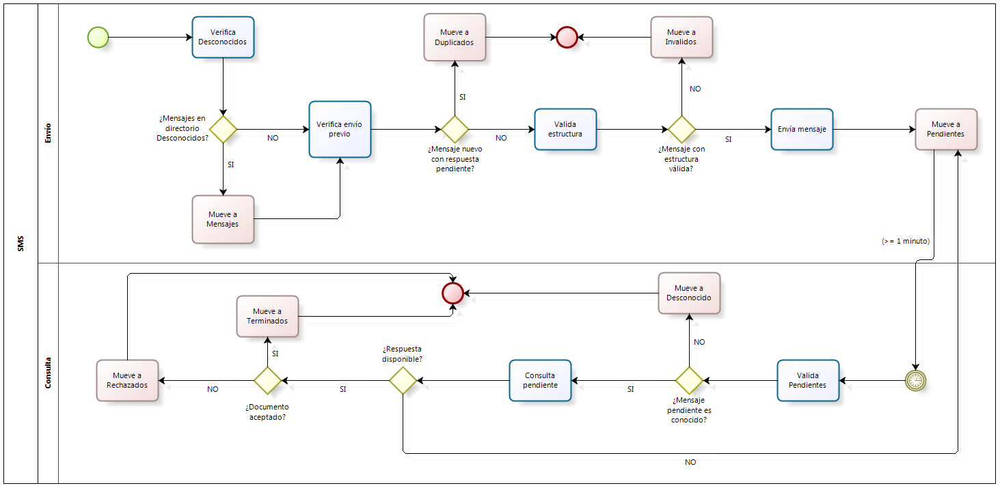 SMS
Envío
Verifica
Desconocidos
¿Mensajes en
directorio
Desconocidos?
NO
SI
Mueve a
Mensajes
Verifica envío
previo
Mueve a
Duplicados
SI
¿Mensaje nuevo
con respuesta
pendiente?
NO
Valida
estructura
Mueve a
Invalidos
NO
¿Mensaje con
estructura
válida?
SI
Envía mensaje
Mueve a
Pendientes
(>= 1 minuto)
Consulta
Valida
Pendientes
Mueve a
Desconocido
NO
¿Mensaje
pendiente es
conocido?
SI
Consulta
pendiente
¿Respuesta
disponible?
NO
SI
Mueve a
Terminados
SI
¿Documento
aceptado?
NO
Mueve a
Rechazados